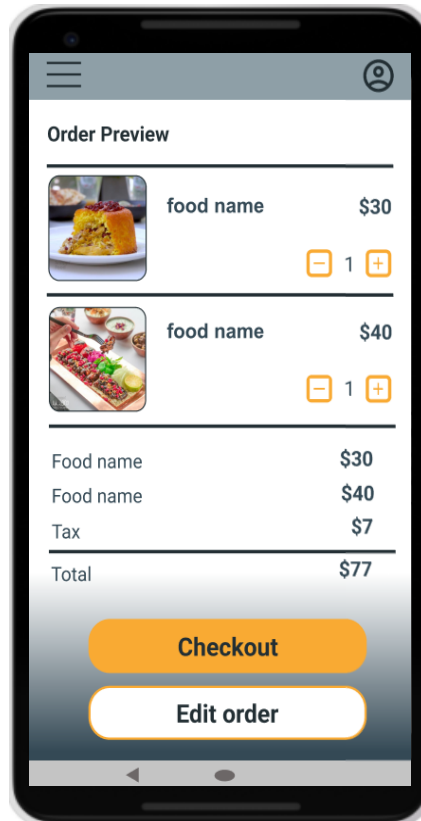 Order Preview
food name $30
− 1 +
food name $40
− 1 +
Food name $30
Food name $40
Tax $7
Total $77
Checkout
Edit order